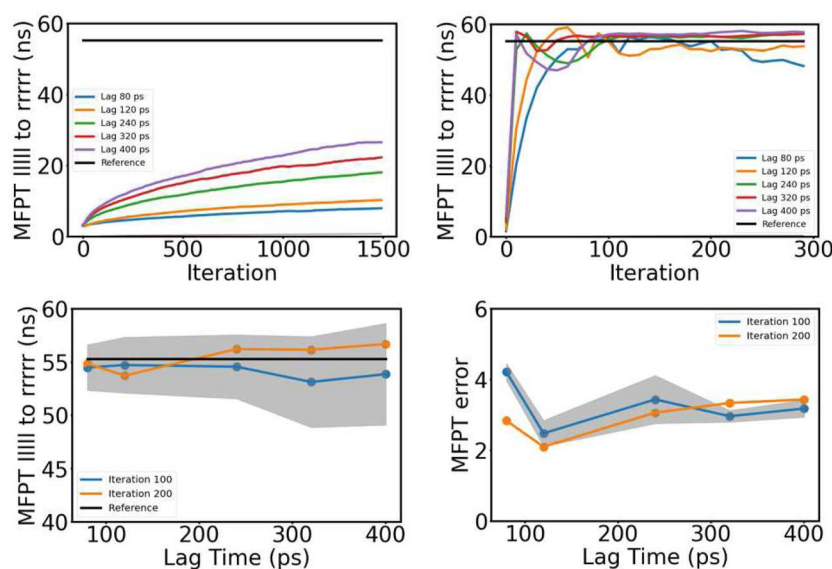 60
40
20
0
MFPT lllll to rrrrr (ns)
Lag 80 ps
Lag 120 ps
Lag 240 ps
Lag 320 ps
Lag 400 ps
Reference
0
500
1000
1500
Iteration
60
50
40
20
0
MFPT lllll to rrrrr (ns)
Lag 80 ps
Lag 120 ps
Lag 240 ps
Lag 320 ps
Lag 400 ps
Reference
0
100
200
300
Iteration
60
55
53
55
40
MFPT lllll to rrrrr (ns)
Iteration 100
Iteration 200
Reference
100
200
300
400
Lag Time (ps)
6
4
2
0
MFPT error
Iteration 100
Iteration 200
100
200
300
400
Lag Time (ps)